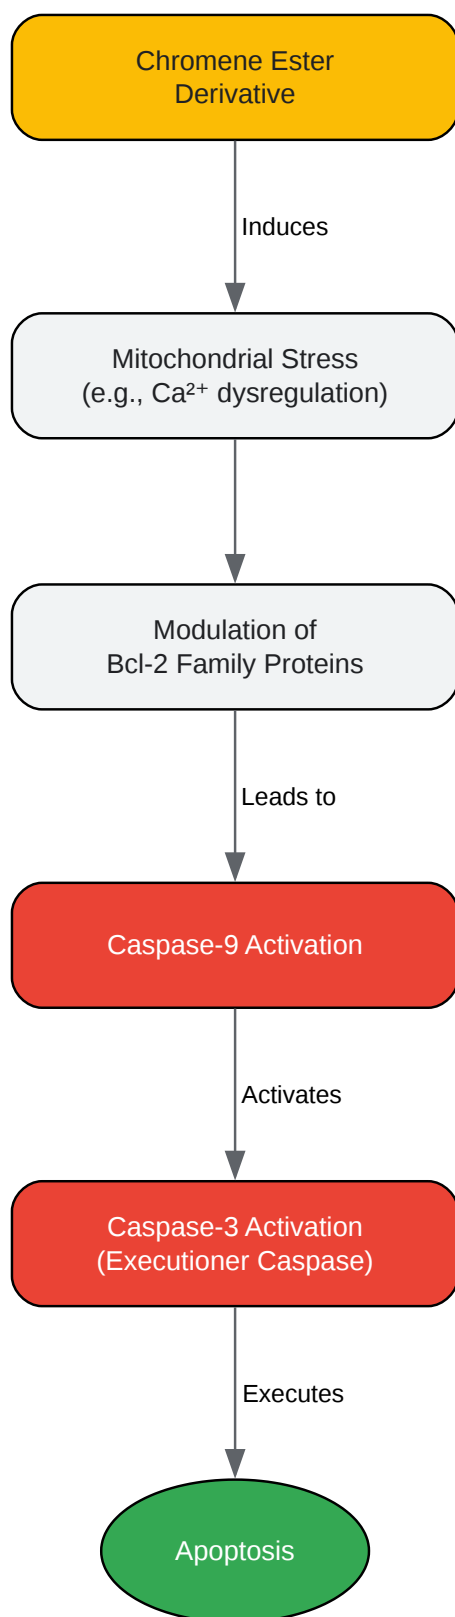 Chromene Ester
Derivative
Induces
Mitochondrial Stress
(e.g., Ca²⁺ dysregulation)
Modulation of
Bcl-2 Family Proteins
Leads to
Caspase-9 Activation
Activates
Caspase-3 Activation
(Executioner Caspase)
Executes
Apoptosis